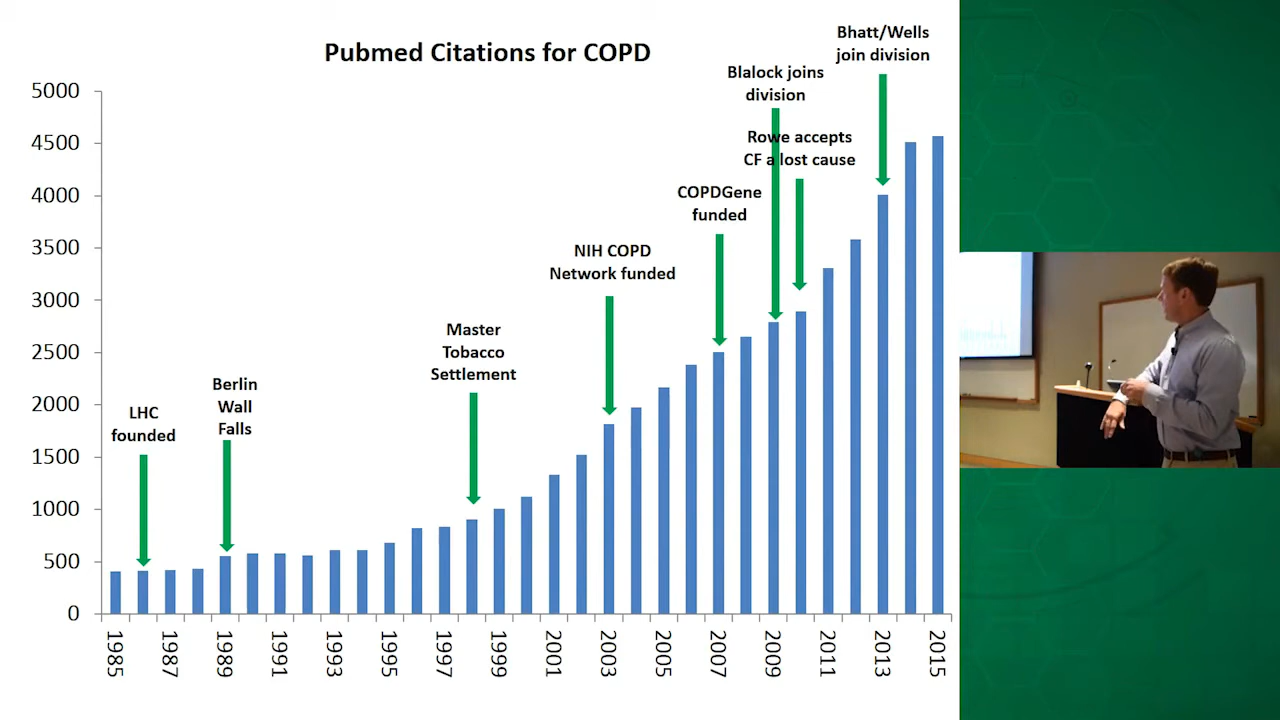 Pubmed Citations for COPD
Bhatt/Wells
join division
Blalock joins
division
Rowe accepts
CF a lost cause
COPDGene
funded
NIH COPD
Network funded
Master
Tobacco
Settlement
Berlin
Wall
Falls
LHC
founded
5000
4500
4000
3500
3000
2500
2000
1500
1000
500
0
1985
1987
1989
1991
1993
1995
1997
1999
2001
2003
2005
2007
2009
2011
2013
2015